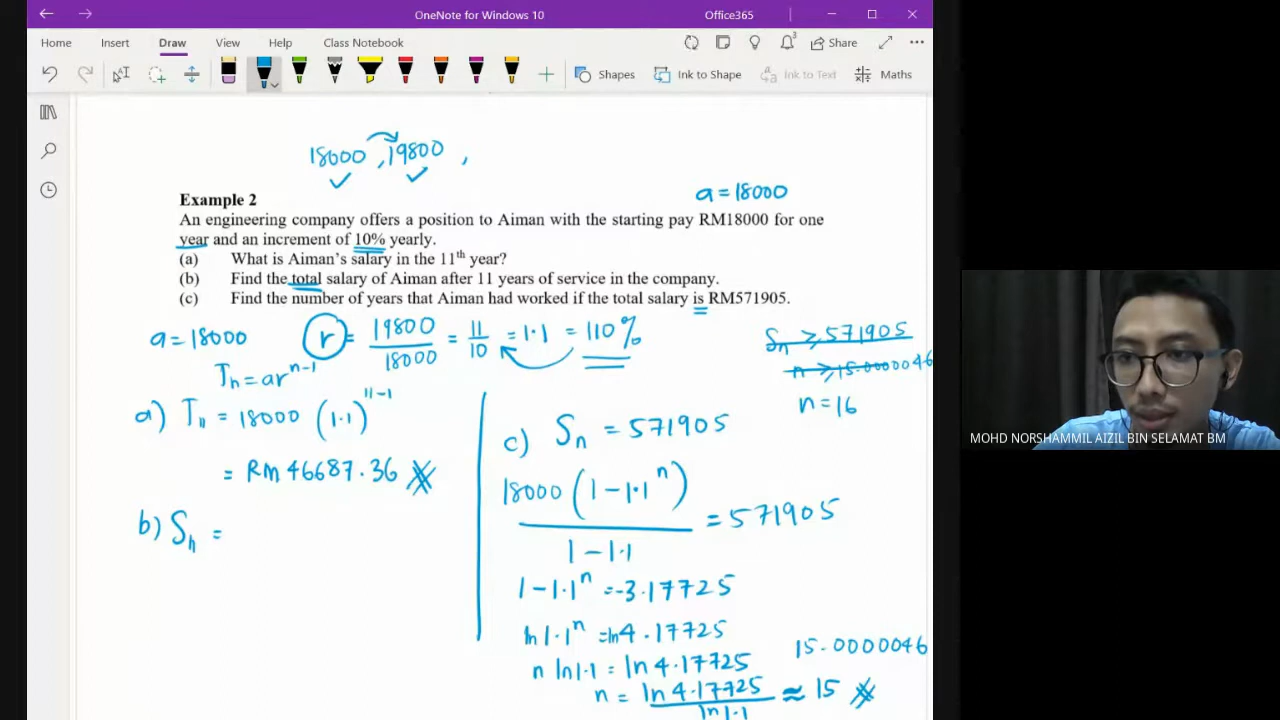 OneNote for Windows 10
Office365
Home Insert Draw View Help Class Notebook
3
Share
Shapes Ink to Shape Ink to Text Maths
18000 , 19800 ,
a = 18000
Example 2
An engineering company offers a position to Aiman with the starting pay RM18000 for one
year and an increment of 10% yearly.
(a) What is Aiman's salary in the 11th year?
(b) Find the total salary of Aiman after 11 years of service in the company.
(c) Find the number of years that Aiman had worked if the total salary is RM571905.
a = 18000 r = 19800/18000 = 11/10 = 1.1 = 110%
Tn = ar^n-1
a) T11 = 18000 (1.1)^11-1
= RM 46687.36
b) S11 =
Sn ≥ 571905
n ≥ 15.0000046
n = 16
c) Sn = 571905
18000 (1 - 1.1^n) / 1 - 1.1 = 571905
1 - 1.1^n = -3.17725
ln 1.1^n = ln 4.17725
n ln 1.1 = ln 4.17725
15.0000046
n = ln 4.17725 / ln 1.1 ≈ 15
MOHD NORSHAMMIL AIZIL BIN SELAMAT BM